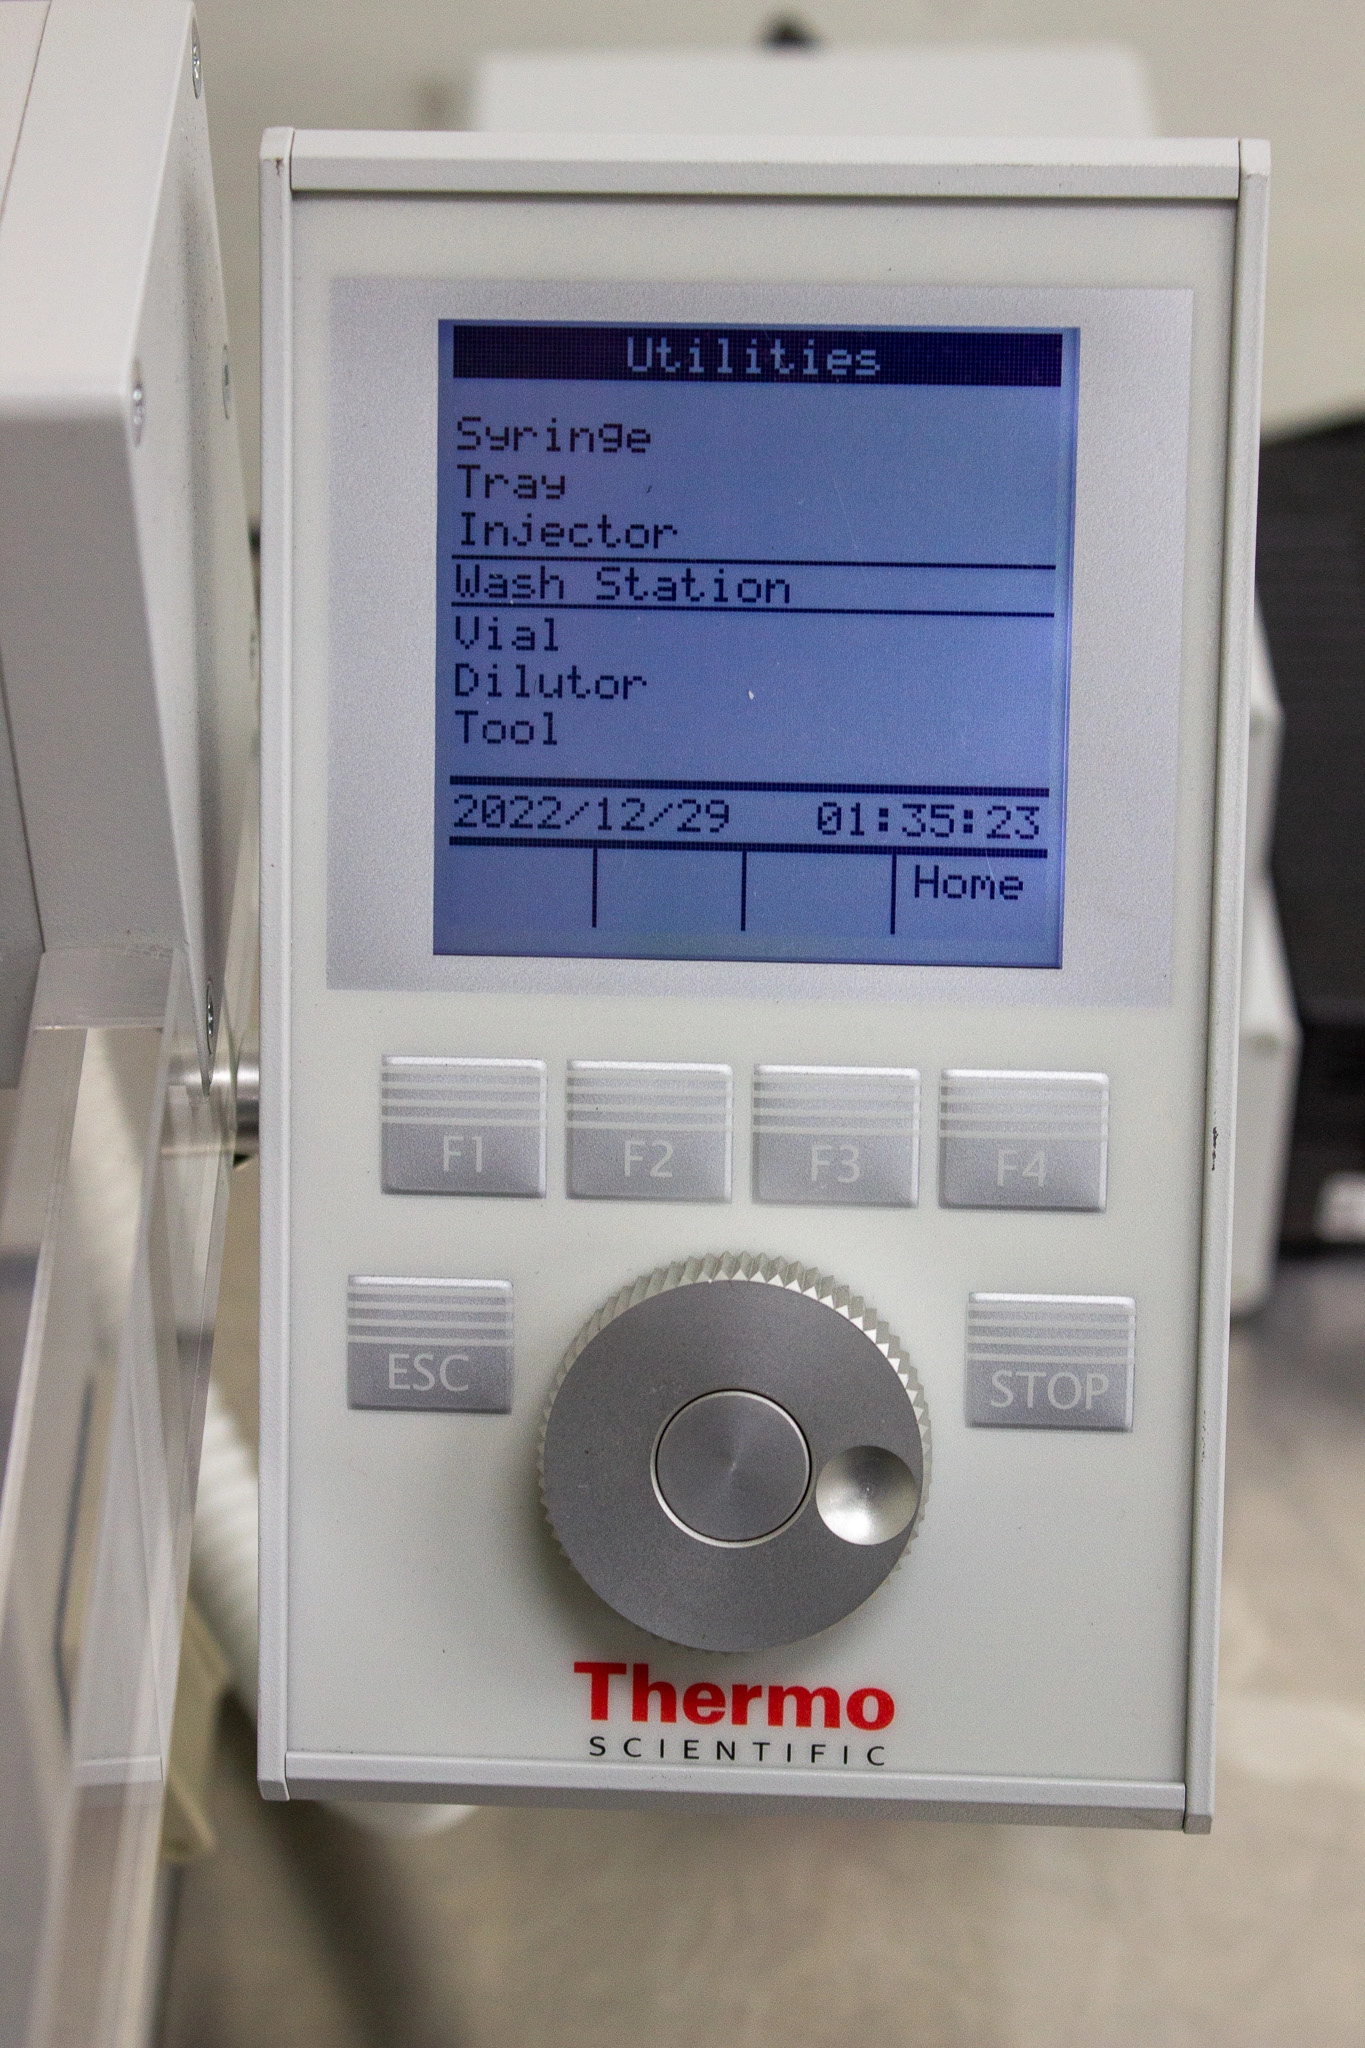 Utilities
Syringe
Tray
Injector
Wash Station
Vial
Dilutor
Tool
2022/12/29 01:35:23
Home
F1 F2 F3 F4
ESC STOP
Thermo
SCIENTIFIC